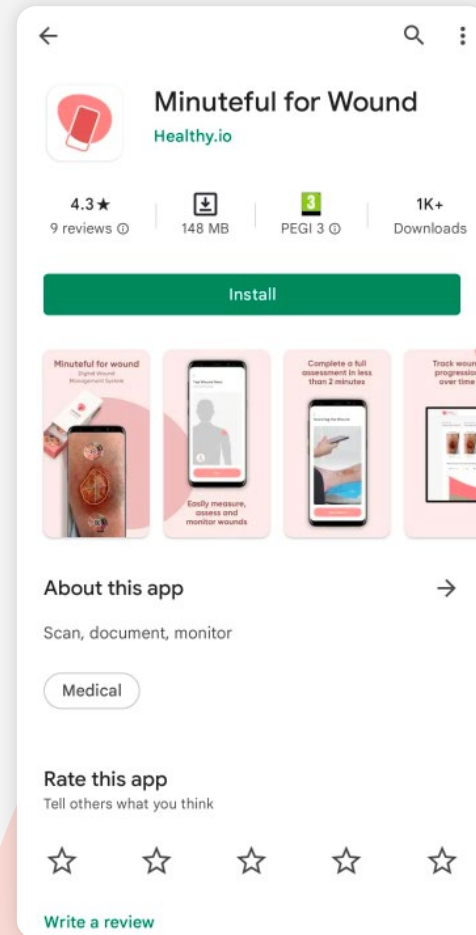 Minuteful for Wound
Healthy.io
4.3★
9 reviews
148 MB
3
PEGI 3
1K+
Downloads
Install
Minuteful for wound
Digital Wound
Management System
Easily measure,
assess and
monitor wounds
Complete a full
assessment in less
than 2 minutes
Track woun
progression
over time
About this app
Scan, document, monitor
Medical
Rate this app
Tell others what you think
Write a review